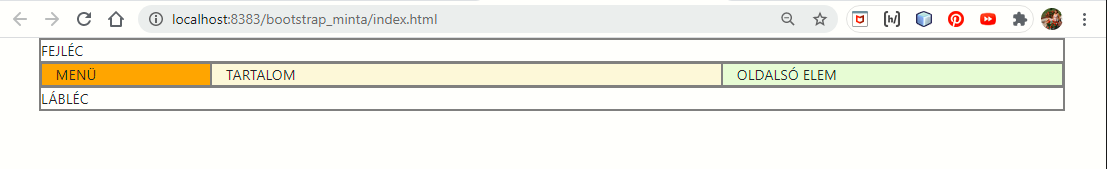 localhost:8383/bootstrap_minta/index.html
FEJLÉC
MENÜ TARTALOM OLDALSÓ ELEM
LÁBLÉC